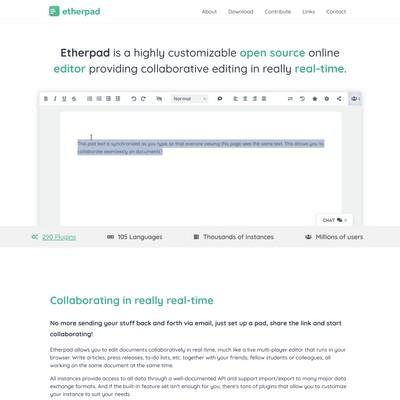 etherpad
About Download Contribute Links Contact
Etherpad is a highly customizable open source online
editor providing collaborative editing in really real-time.
B I U S Normal 0
This pad text is synchronized as you type, so that everyone viewing this page sees the same text. This allows you to
collaborate seamlessly on documents!
CHAT 0
290 Plugins 105 Languages Thousands of Instances Millions of users
Collaborating in really real-time
No more sending your stuff back and forth via email, just set up a pad, share the link and start
collaborating!
Etherpad allows you to edit documents collaboratively in real-time, much like a live multi-player editor that runs in
your browser. Write articles, press releases, to-do lists, etc. together with your friends, fellow students or colleagues, all
working on the same document at the same time.
All instances provide access to all data through a well-documented API and support import/export to many major data
exchange formats. And if the built-in feature set isn't enough for you, there's tons of plugins that allow you to customize
your instance to suit your needs.